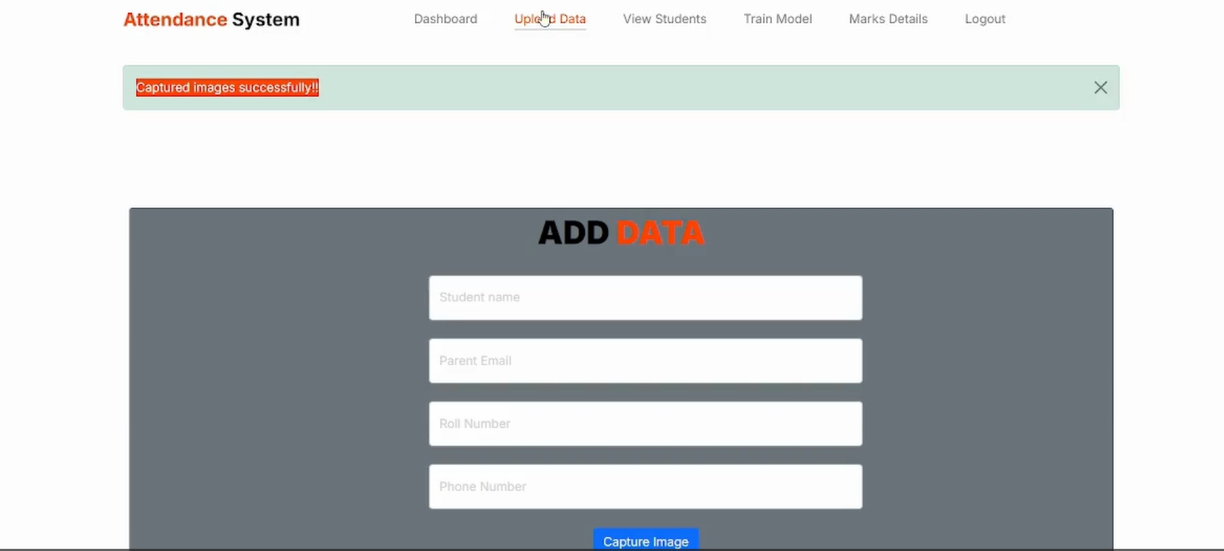 Attendance System Dashboard Upload Data View Students Train Model Marks Details Logout
Captured images successfully!!
ADD DATA
Student name
Parent Email
Roll Number
Phone Number
Capture Image